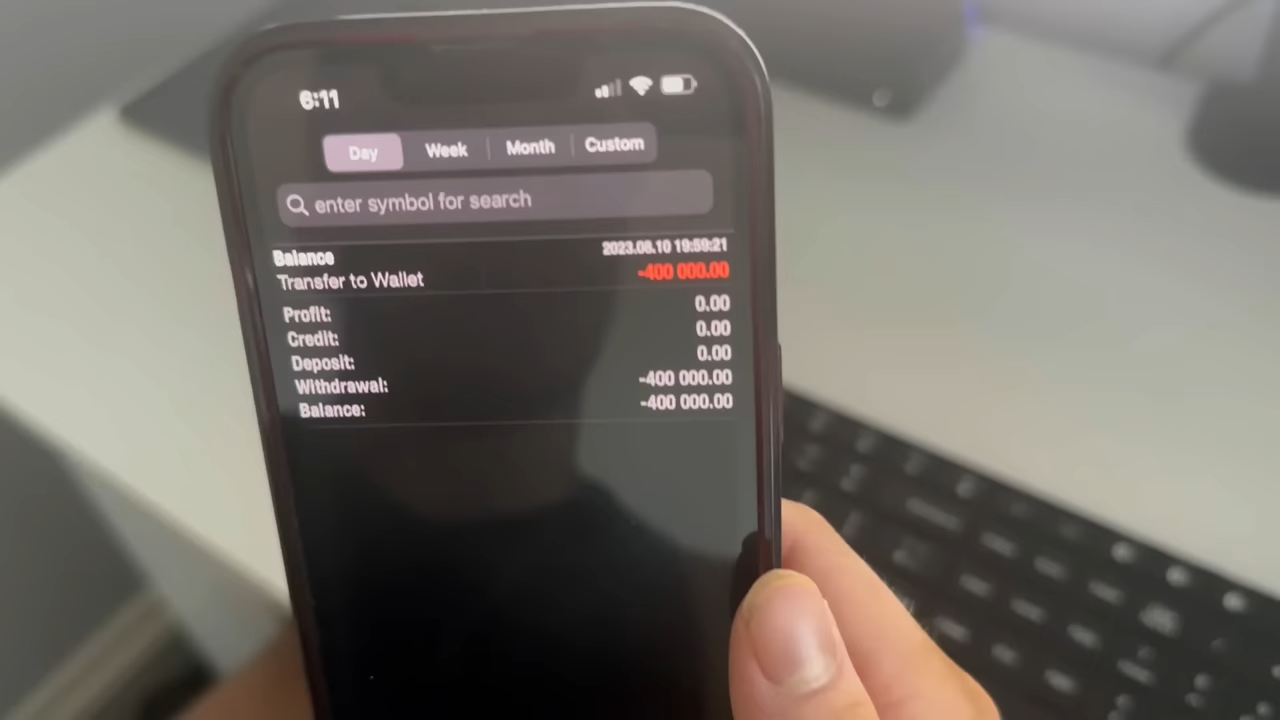 6:11
Day Week Month Custom
enter symbol for search
Balance 2023.08.10 19:59:21
Transfer to Wallet -400 000.00
Profit: 0.00
Credit: 0.00
Deposit: 0.00
Withdrawal: -400 000.00
Balance: -400 000.00